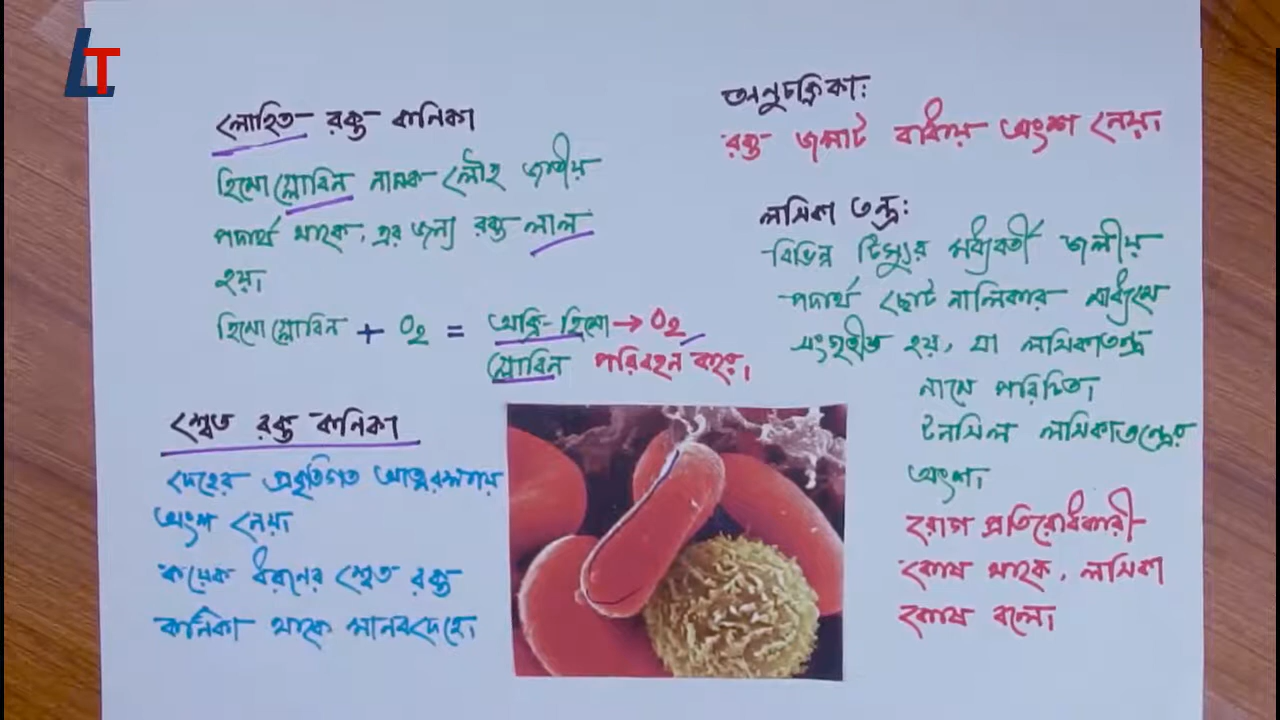 LT
লোহিত রক্ত কনিকা
হিমোগ্লোবিন নামক লৌহ জাতীয়
পদার্থ থাকে, এর জন্য রক্ত লাল
হয়।
হিমোগ্লোবিন + O₂ = অক্সি-হিমো → O₂
গ্লোবিন পরিবহন করে।
শ্বেত রক্ত কনিকা
দেহের প্রকৃতিগত আত্মরক্ষায়
অংশ নেয়।
কয়েক ধরনের শ্বেত রক্ত
কনিকা থাকে মানবদেহে।
অনুচক্রিকা:
রক্ত জমাট বাধায় অংশ নেয়।
লসিকা তন্ত্র:
বিভিন্ন টিস্যুর মধ্যবর্তী জলীয়
পদার্থ ছোট নালিকার মাধ্যমে
সংগৃহীত হয়, যা লসিকাতন্ত্র
নামে পরিচিত।
টনসিল লসিকাতন্ত্রের
অংশ।
রোগ প্রতিরোধকারী
কোষ থাকে, লসিকা
কোষ বলে।